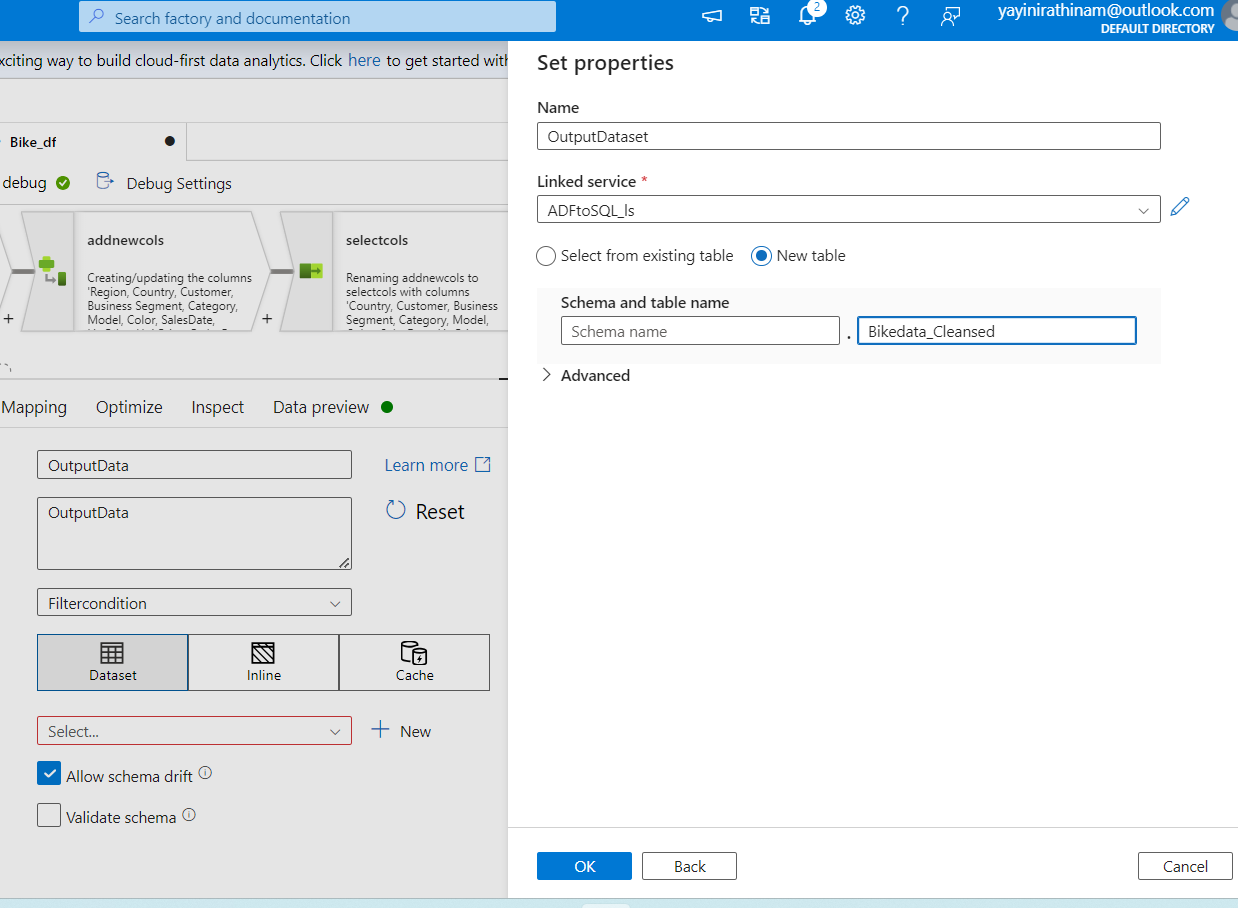 Search factory and documentation
2
yayinirathinam@outlook.com
DEFAULT DIRECTORY
xciting way to build cloud-first data analytics. Click here to get started with
Set properties
Name
OutputDataset
Linked service *
ADFtoSQL_ls
Select from existing table
New table
Schema and table name
Schema name . Bikedata_Cleansed
Advanced
Bike_df
debug
Debug Settings
addnewcols
Creating/updating the columns
'Region, Country, Customer,
Business Segment, Category,
Model, Color, SalesDate,
selectcols
Renaming addnewcols to
selectcols with columns
'Country, Customer, Business
Segment, Category, Model,
+
+
Mapping
Optimize
Inspect
Data preview
OutputData
Learn more
OutputData
Reset
Filtercondition
Dataset
Inline
Cache
Select...
New
Allow schema drift
Validate schema
OK
Back
Cancel